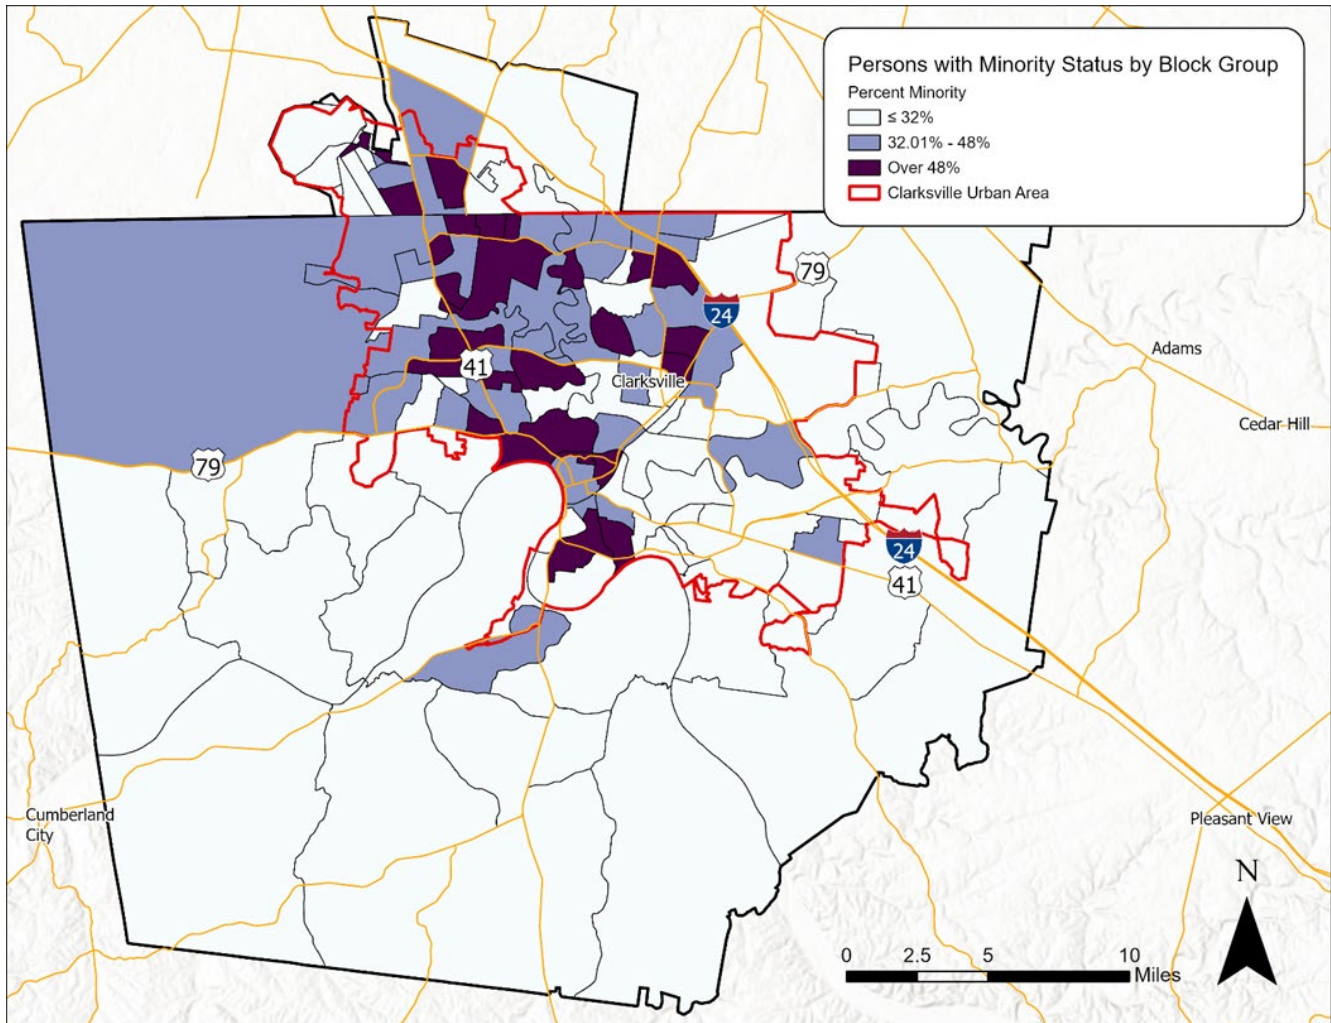 Persons with Minority Status by Block Group
Percent Minority
≤ 32%
32.01% - 48%
Over 48%
Clarksville Urban Area
79
24
Adams
41
Clarksville
Cedar Hill
79
24
41
Cumberland
City
Pleasant View
N
0 2.5 5 10
Miles